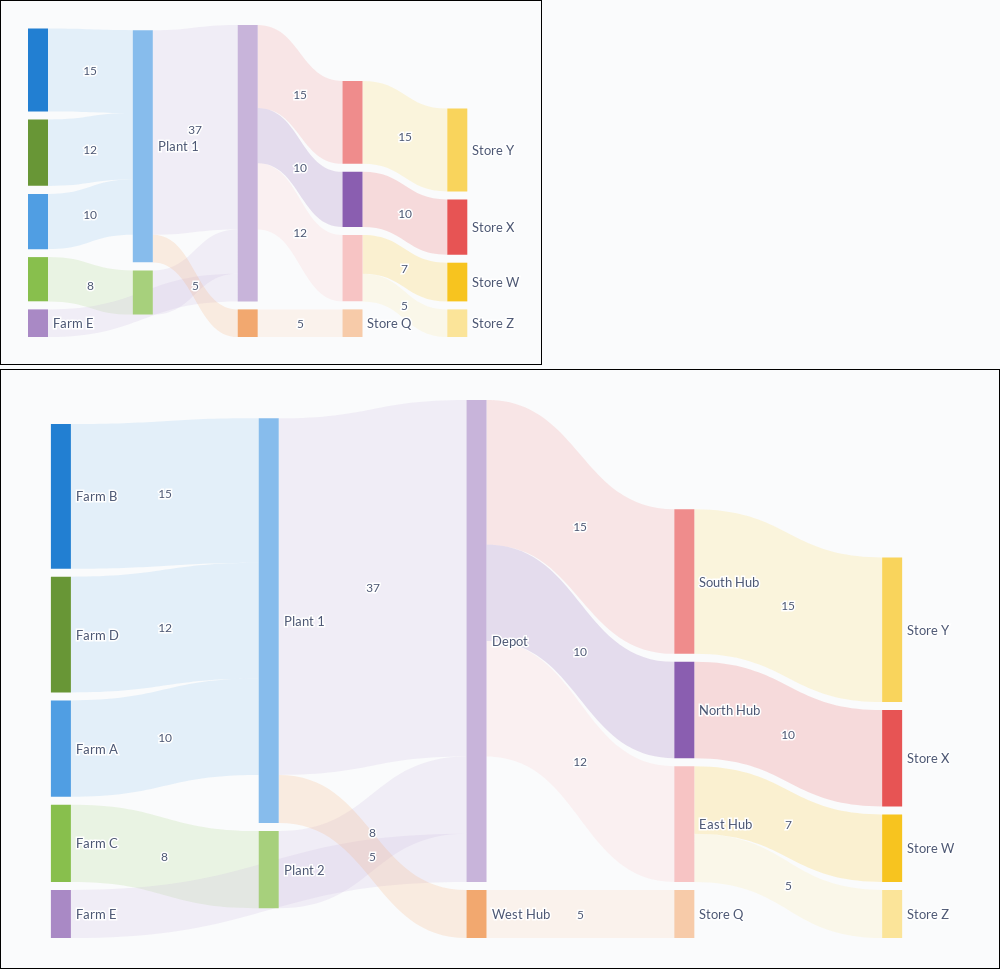 15
15
37
Plant 1
15
Store Y
12
10
10
10
Store X
12
7
Store W
8
5
5
Farm E
5
Store Q
Store Z
Farm B
15
15
South Hub
15
Store Y
37
Plant 1
Farm D
12
Depot
10
North Hub
10
Store X
Farm A
10
12
East Hub
7
Store W
Farm C
8
8
5
Plant 2
5
Farm E
West Hub
5
Store Q
Store Z